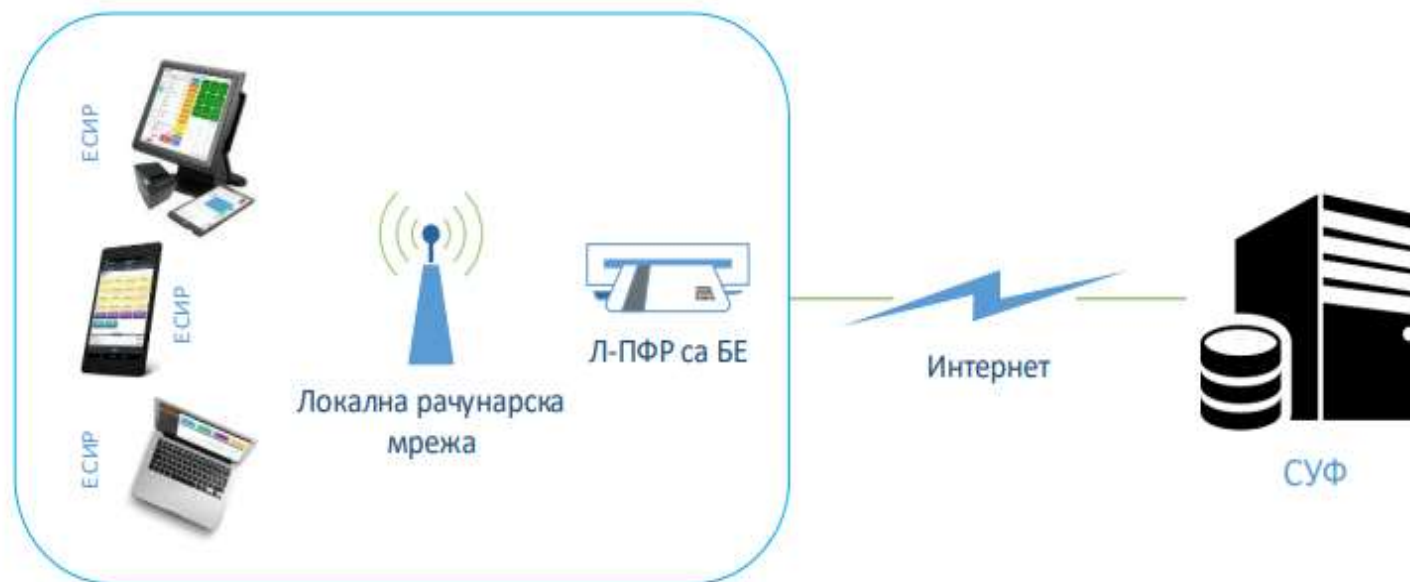 ЕСИР
ЕСИР
ЕСИР
Локална рачунарска
мрежа
Л-ПФР са БЕ
Интернет
СУФ